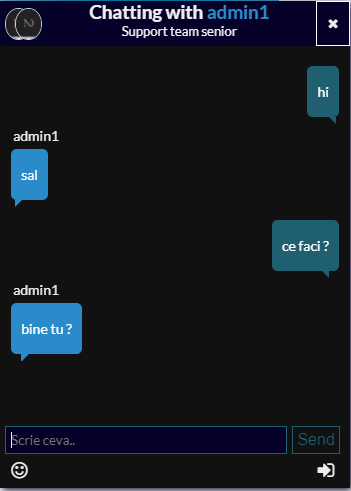 Chatting with admin1
Support team senior
hi
admin1
sal
ce faci ?
admin1
bine tu ?
Scrie ceva..
Send